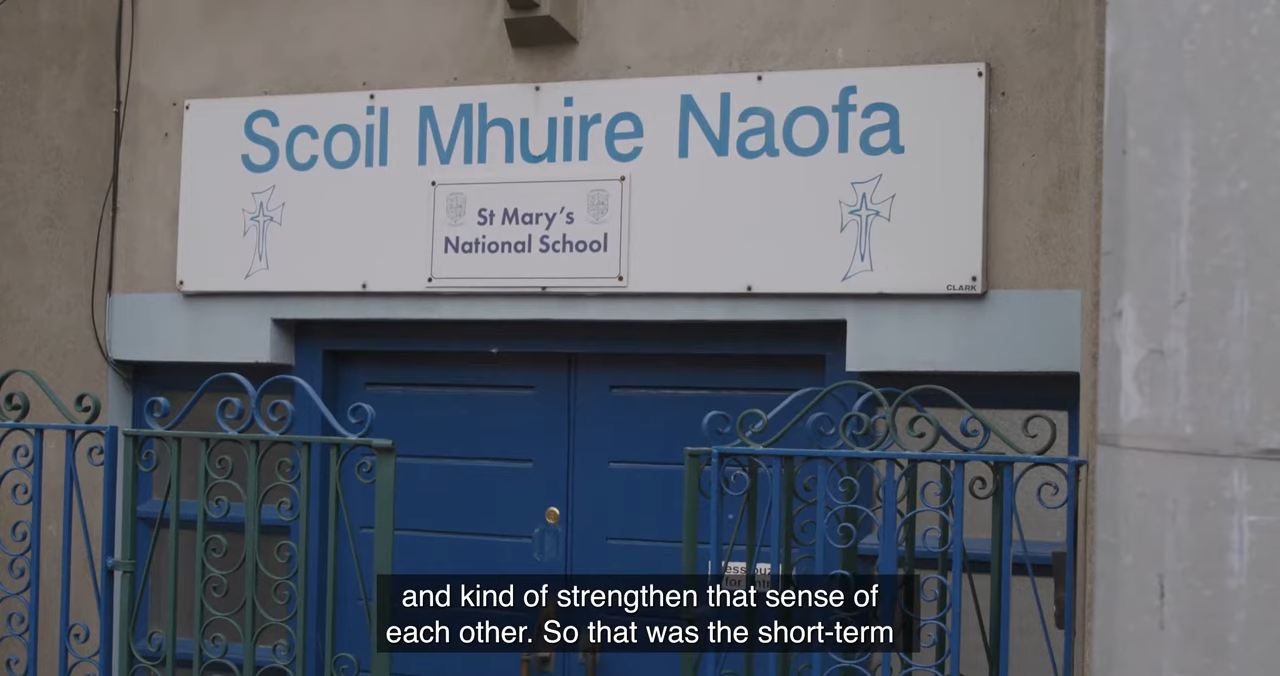 Scoil Mhuire Naofa
St Mary's
National School
CLARK
for
and kind of strengthen that sense of
each other. So that was the short-term